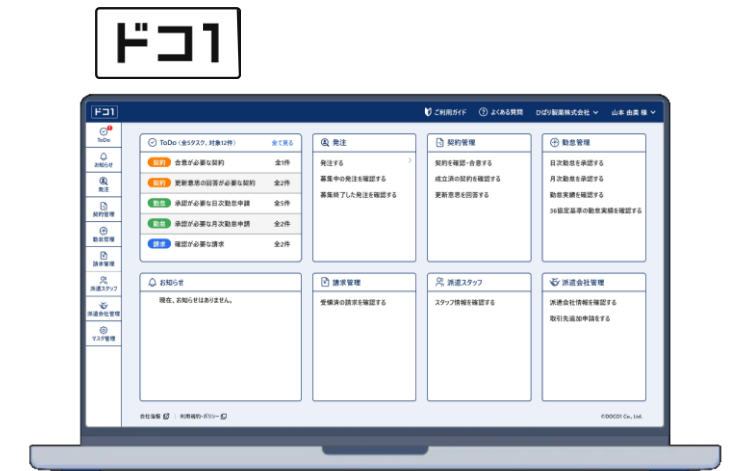 ドコ1
ドコ1
ご利用ガイド
よくある質問
ひばり製薬株式会社
山本 由美 様
ToDo
お知らせ
発注
契約管理
勤怠管理
請求管理
派遣スタッフ
派遣会社管理
マスタ管理
ToDo (全5タスク、対象12件) 全て見る
契約 合意が必要な契約 全1件
契約 更新意思の回答が必要な契約 全2件
勤怠 承認が必要な日次勤怠申請 全5件
勤怠 承認が必要な月次勤怠申請 全2件
請求 確認が必要な請求 全2件
発注
発注する
募集中の発注を確認する
募集終了した発注を確認する
契約管理
契約を確認・合意する
成立済の契約を確認する
更新意思を回答する
勤怠管理
日次勤怠を承認する
月次勤怠を承認する
勤怠実績を確認する
36協定基準の勤怠実績を確認する
お知らせ
現在、お知らせはありません。
請求管理
受領済の請求を確認する
派遣スタッフ
スタッフ情報を確認する
派遣会社管理
派遣会社情報を確認する
取引先追加申請をする
会社情報
利用規約・ポリシー
©DOCO1 Co., Ltd.